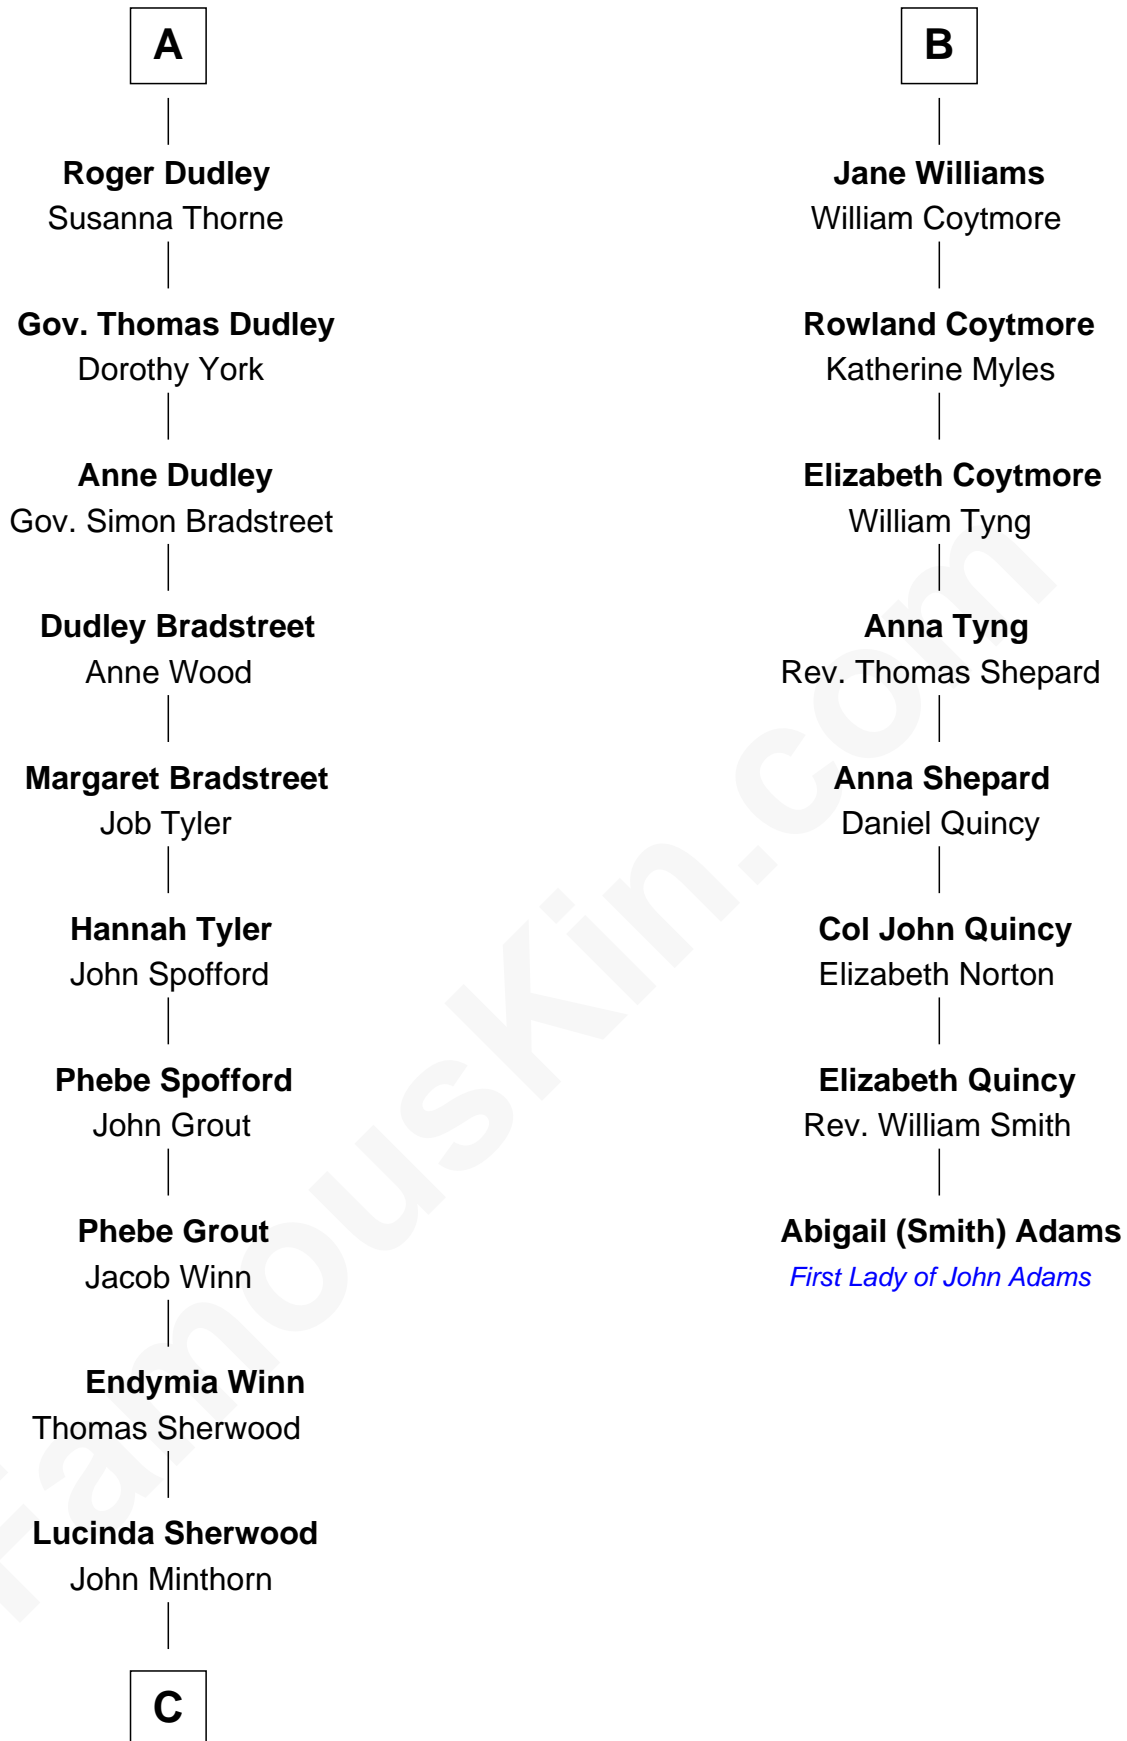 A
Roger Dudley
Susanna Thorne
Gov. Thomas Dudley
Dorothy York
Anne Dudley
Gov. Simon Bradstreet
Dudley Bradstreet
Anne Wood
Margaret Bradstreet
Job Tyler
Hannah Tyler
John Spofford
Phebe Spofford
John Grout
Phebe Grout
Jacob Winn
Endymia Winn
Thomas Sherwood
Lucinda Sherwood
John Minthorn
C
B
Jane Williams
William Coytmore
Rowland Coytmore
Katherine Myles
Elizabeth Coytmore
William Tyng
Anna Tyng
Rev. Thomas Shepard
Anna Shepard
Daniel Quincy
Col John Quincy
Elizabeth Norton
Elizabeth Quincy
Rev. William Smith
Abigail (Smith) Adams
First Lady of John Adams
FamousKin.com